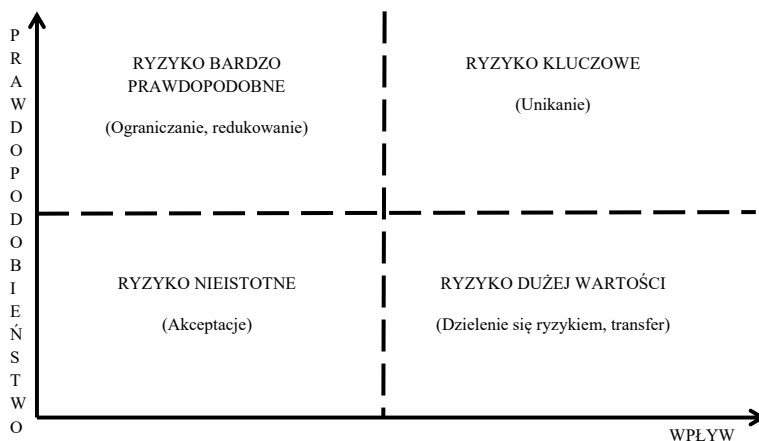 PRAWDOPODOBIEŃSTWO
RYZYKO BARDZO
PRAWDOPODOBNE
(Ograniczanie, redukowanie)
RYZYKO KLUCZOWE
(Unikanie)
RYZYKO NIEISTOTNE
(Akceptacje)
RYZYKO DUŻEJ WARTOŚCI
(Dzielenie się ryzykiem, transfer)
WPŁYW